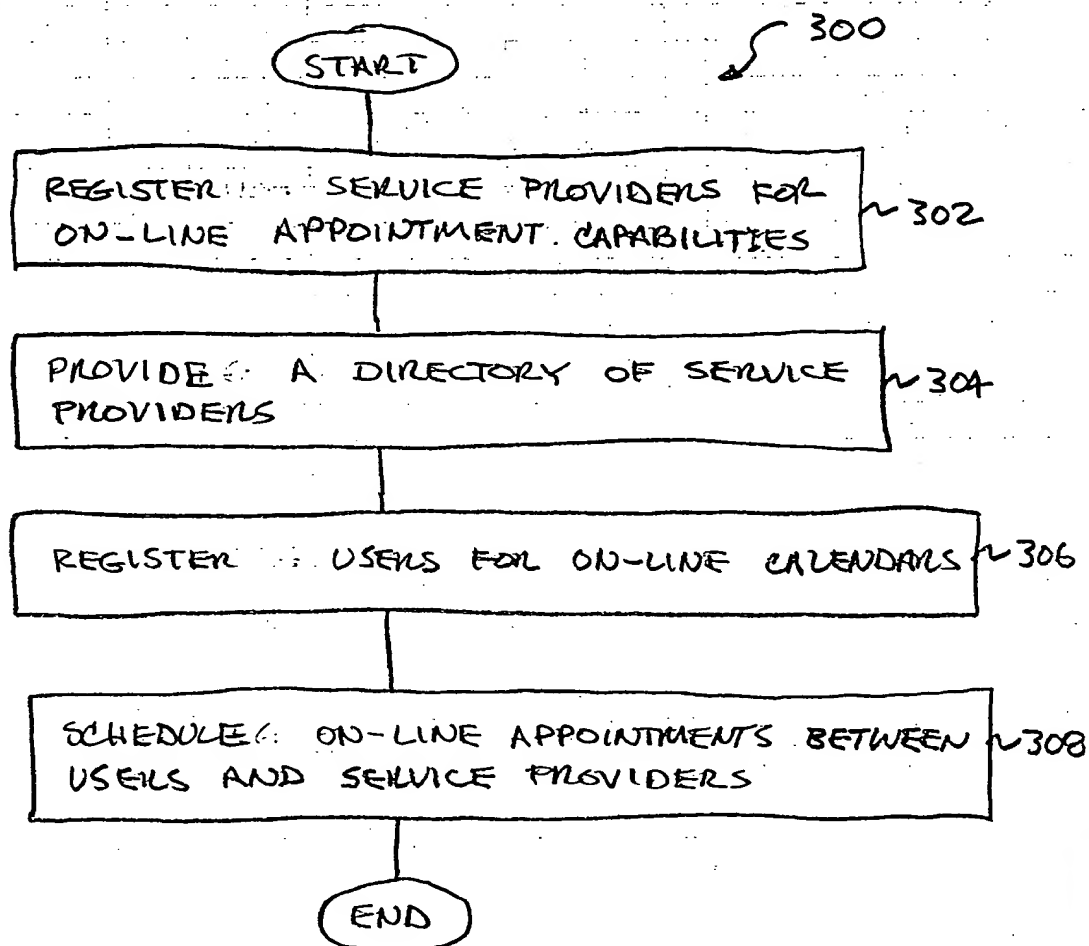 300
START
REGISTER SERVICE PROVIDERS FOR
ON-LINE APPOINTMENT CAPABILITIES
302
PROVIDE A DIRECTORY OF SERVICE
PROVIDERS
304
REGISTER USERS FOR ON-LINE CALENDARS
306
SCHEDULE ON-LINE APPOINTMENTS BETWEEN
USERS AND SERVICE PROVIDERS
308
END